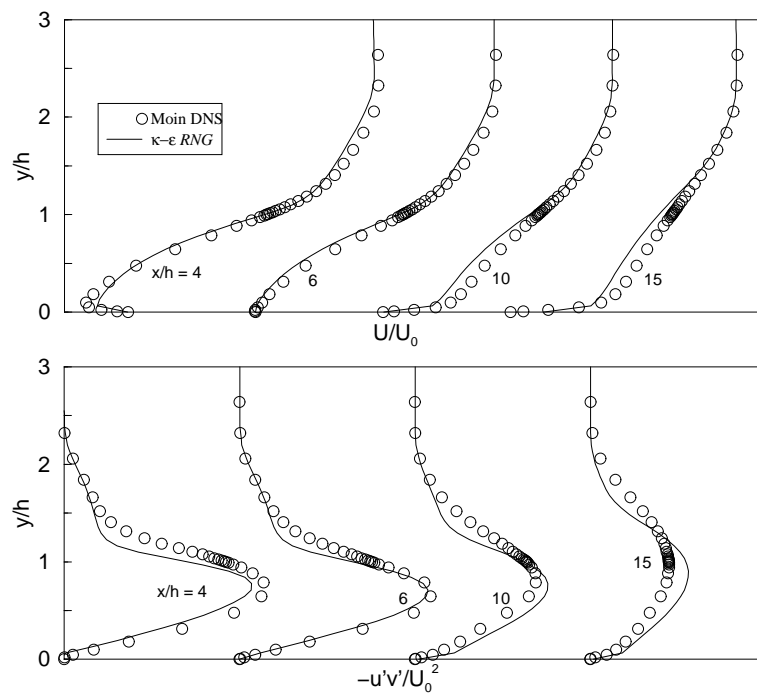 3
2
1
0
y/h
Moin DNS
κ−ε RNG
x/h = 4
6
10
15
U/U0
3
2
1
0
y/h
x/h = 4
6
10
15
−u'v'/U0²